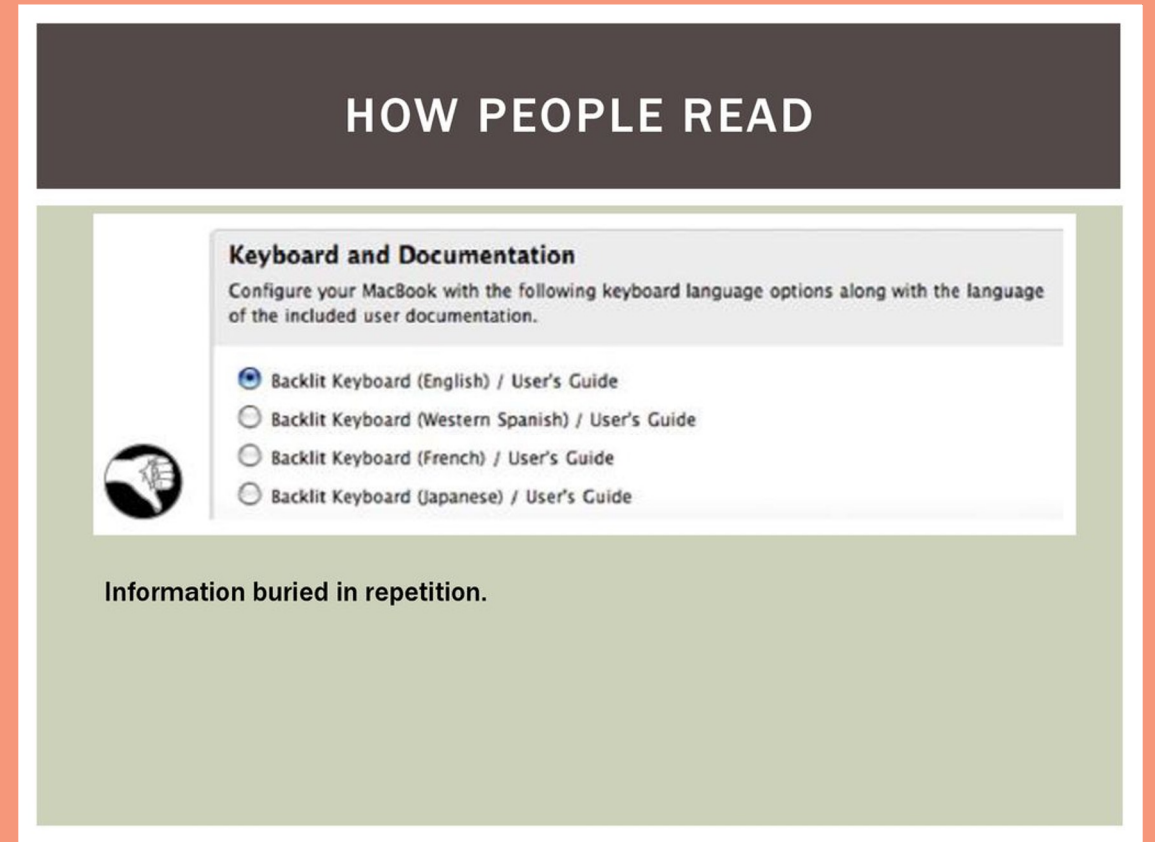 HOW PEOPLE READ
Keyboard and Documentation
Configure your MacBook with the following keyboard language options along with the language
of the included user documentation.
Backlit Keyboard (English) / User's Guide
Backlit Keyboard (Western Spanish) / User's Guide
Backlit Keyboard (French) / User's Guide
Backlit Keyboard (Japanese) / User's Guide
Information buried in repetition.